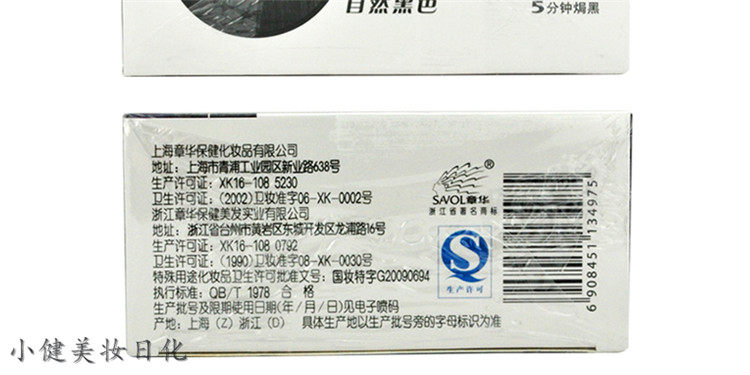 自然黑色
5分钟焗黑
上海章华保健化妆品有限公司
地址：上海市青浦工业园区新业路638号
生产许可证：XK16-108 5230
卫生许可证：(2002)卫妆准字06-XK-0002号
浙江章华保健美发实业有限公司
地址：浙江省台州市黄岩区东城开发区龙浦路16号
生产许可证：XK16-108 0792
卫生许可证：(1990)卫妆准字08-XK-0030号
特殊用途化妆品卫生许可批准文号：国妆特字G20090694
执行标准：QB/T 1978 合格
生产批号及限期使用日期(年/月/日)见电子喷码
产地：上海(Z) 浙江(D) 具体生产地以生产批号旁的字母标识为准
®
SAVOL章华
浙江省著名商标
QS
生产许可
6 908451 134975
小健美妆日化